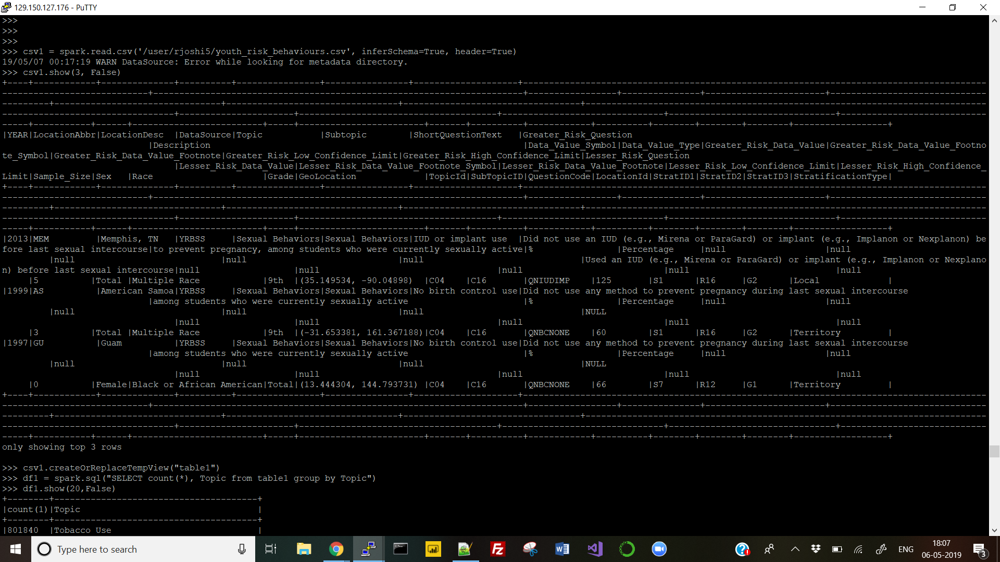 129.150.127.176 - PuTTY
>>>
>>>
>>>
>>> csv1 = spark.read.csv('/user/rjoshi5/youth_risk_behaviours.csv', inferSchema=True, header=True)
19/05/07 00:17:19 WARN DataSource: Error while looking for metadata directory.
>>> csv1.show(3, False)
|YEAR|LocationAbbr|LocationDesc  |DataSource|Topic           |Subtopic        |ShortQuestionText   |Greater_Risk_Question
|Description |Data_Value_Symbol|Data_Value_Type|Greater_Risk_Data_Value|Greater_Risk_Data_Value_Footno
te_Symbol|Greater_Risk_Data_Value_Footnote|Greater_Risk_Low_Confidence_Limit|Greater_Risk_High_Confidence_Limit|Lesser_Risk_Question
|Lesser_Risk_Data_Value|Lesser_Risk_Data_Value_Footnote_Symbol|Lesser_Risk_Data_Value_Footnote|Lesser_Risk_Low_Confidence_Limit|Lesser_Risk_High_Confidence_
Limit|Sample_Size|Sex   |Race                     |Grade|GeoLocation             |TopicId|SubTopicID|QuestionCode|LocationId|StratID1|StratID2|StratID3|StratificationType|
|2013|MEM         |Memphis, TN   |YRBSS     |Sexual Behaviors|Sexual Behaviors|IUD or implant use  |Did not use an IUD (e.g., Mirena or ParaGard) or implant (e.g., Implanon or Nexplanon) be
fore last sexual intercourse|to prevent pregnancy, among students who were currently sexually active|%                |Percentage     |null                   |null
|null |null |null |Used an IUD (e.g., Mirena or ParaGard) or implant (e.g., Implanon or Nexplano
n) before last sexual intercourse|null |null |null |null |null
|5          |Total |Multiple Race            |9th  |(35.149534, -90.04898)  |C04    |C16       |QNIUDIMP    |125       |S1      |R16     |G2      |Local             |
|1999|AS          |American Samoa|YRBSS     |Sexual Behaviors|Sexual Behaviors|No birth control use|Did not use any method to prevent pregnancy during last sexual intercourse
|among students who were currently sexually active |%                |Percentage     |null                   |null
|null |null |null |NULL
|null |null |null |null |null
|3          |Total |Multiple Race            |9th  |(-31.653381, 161.367188)|C04    |C16       |QNBCNONE    |60        |S1      |R16     |G2      |Territory         |
|1997|GU          |Guam          |YRBSS     |Sexual Behaviors|Sexual Behaviors|No birth control use|Did not use any method to prevent pregnancy during last sexual intercourse
|among students who were currently sexually active |%                |Percentage     |null                   |null
|null |null |null |NULL
|null |null |null |null |null
|0          |Female|Black or African American|Total|(13.444304, 144.793731) |C04    |C16       |QNBCNONE    |66        |S7      |R12     |G1      |Territory         |
only showing top 3 rows
>>> csv1.createOrReplaceTempView("table1")
>>> df1 = spark.sql("SELECT count(*), Topic from table1 group by Topic")
>>> df1.show(20,False)
|count(1)|Topic                                  |
|801840  |Tobacco Use                            |
Type here to search
ENG
18:07
06-05-2019
3